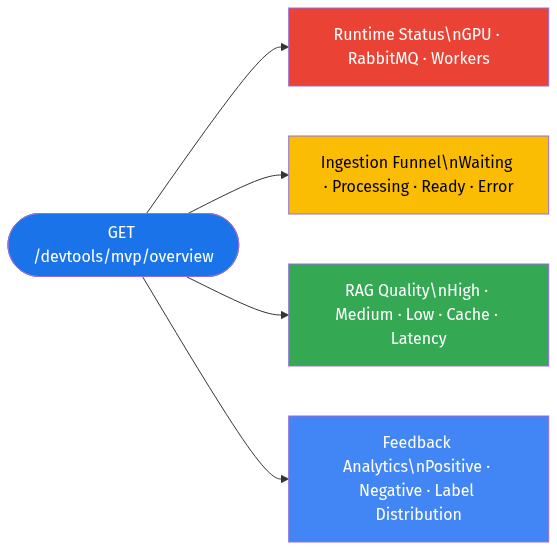 GET
/devtools/mvp/overview
Runtime Status\nGPU ·
RabbitMQ · Workers
Ingestion Funnel\nWaiting
· Processing · Ready · Error
RAG Quality\nHigh ·
Medium · Low · Cache ·
Latency
Feedback
Analytics\nPositive ·
Negative · Label
Distribution